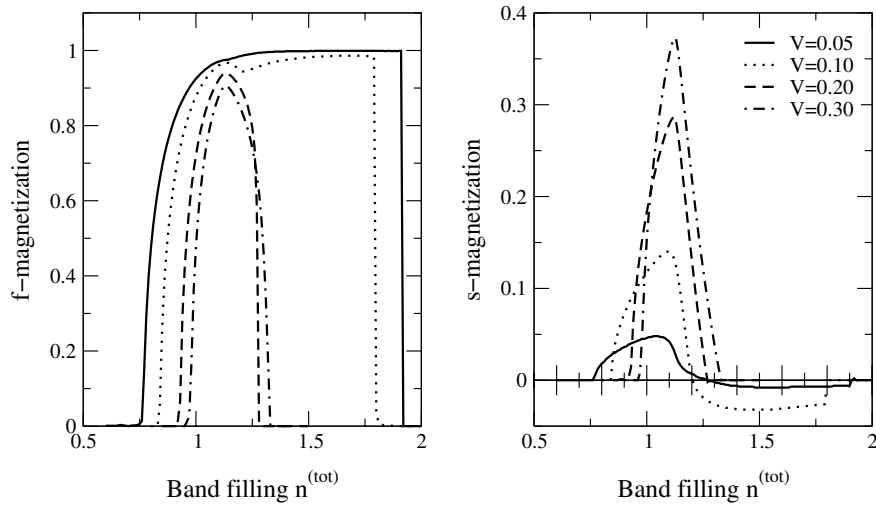 f−magnetization
1
0.8
0.6
0.4
0.2
0
0.5
1
1.5
2
Band filling n(tot)
s−magnetization
0.4
0.3
0.2
0.1
0
0.5
1
1.5
2
Band filling n(tot)
V=0.05
V=0.10
V=0.20
V=0.30